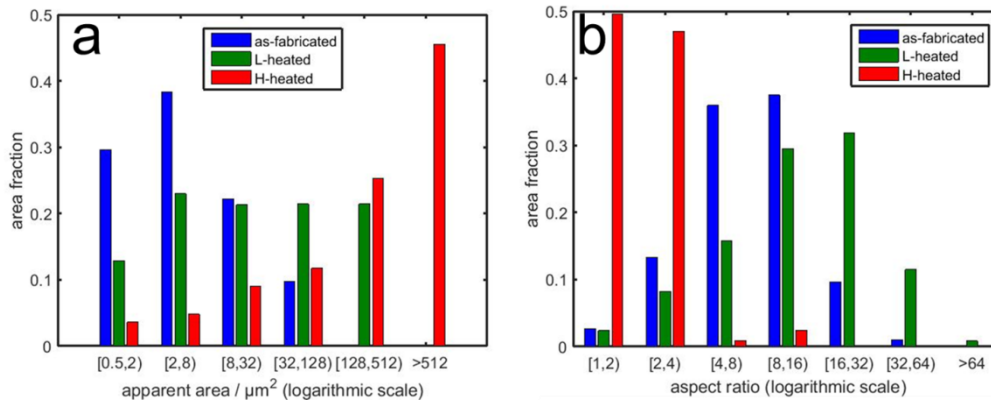 a
as-fabricated
L-heated
H-heated
area fraction
0.5
0.4
0.3
0.2
0.1
0
[0.5,2) [2,8) [8,32) [32,128) [128,512) >512
apparent area / µm² (logarithmic scale)
b
as-fabricated
L-heated
H-heated
area fraction
0.5
0.4
0.3
0.2
0.1
0
[1,2) [2,4) [4,8) [8,16) [16,32) [32,64) >64
aspect ratio (logarithmic scale)